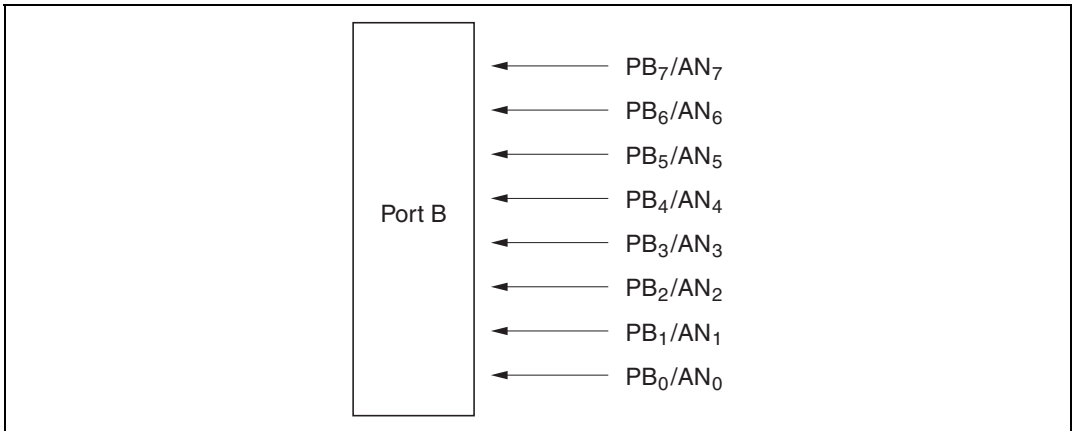 PB₇/AN₇
PB₆/AN₆
PB₅/AN₅
PB₄/AN₄
Port B
PB₃/AN₃
PB₂/AN₂
PB₁/AN₁
PB₀/AN₀